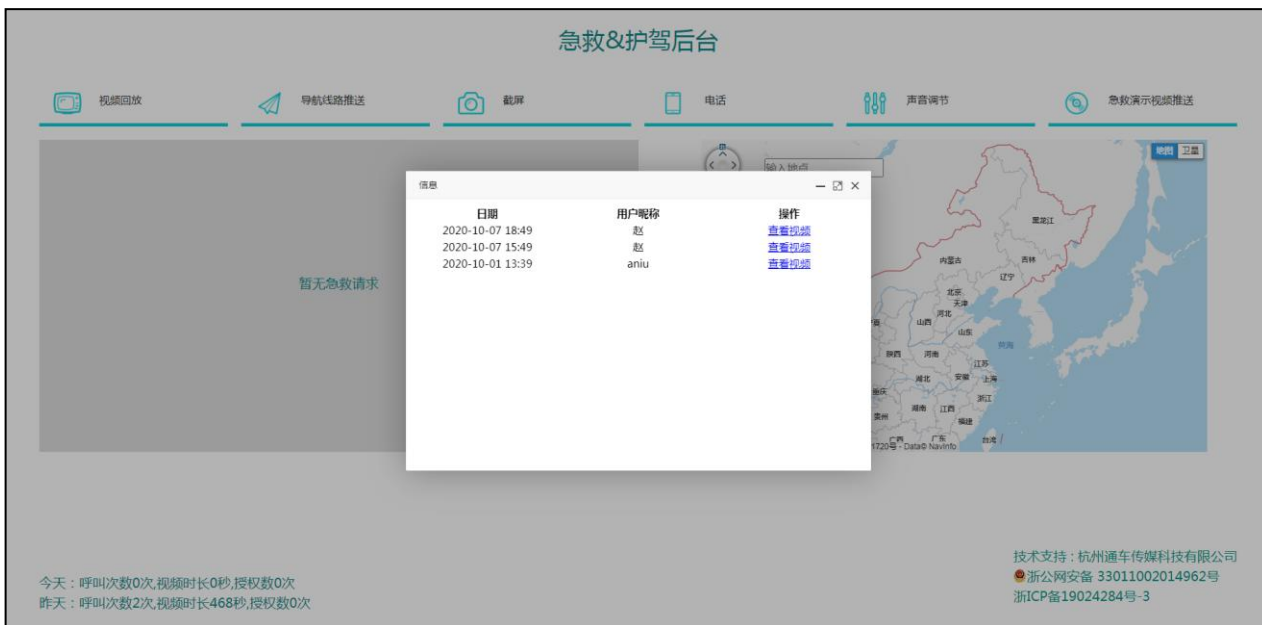 急救&护驾后台
视频回放 导航线路推送 截屏 电话 声音调节 急救演示视频推送
输入地点
地图 卫星
信息
日期 用户昵称 操作
2020-10-07 18:49 赵 查看视频
2020-10-07 15:49 赵 查看视频
2020-10-01 13:39 aniu 查看视频
暂无急救请求
黑龙江
内蒙古 吉林
辽宁
北京
天津
河北
山西 山东
陕西 河南 江苏
湖北 安徽 上海
重庆 浙江
贵州 湖南 江西
福建
广西 广东 台湾
1720号 - Data© NavInfo
技术支持：杭州通车传媒科技有限公司
浙公网安备 33011002014962号
浙ICP备19024284号-3
今天：呼叫次数0次,视频时长0秒,授权数0次
昨天：呼叫次数2次,视频时长468秒,授权数0次